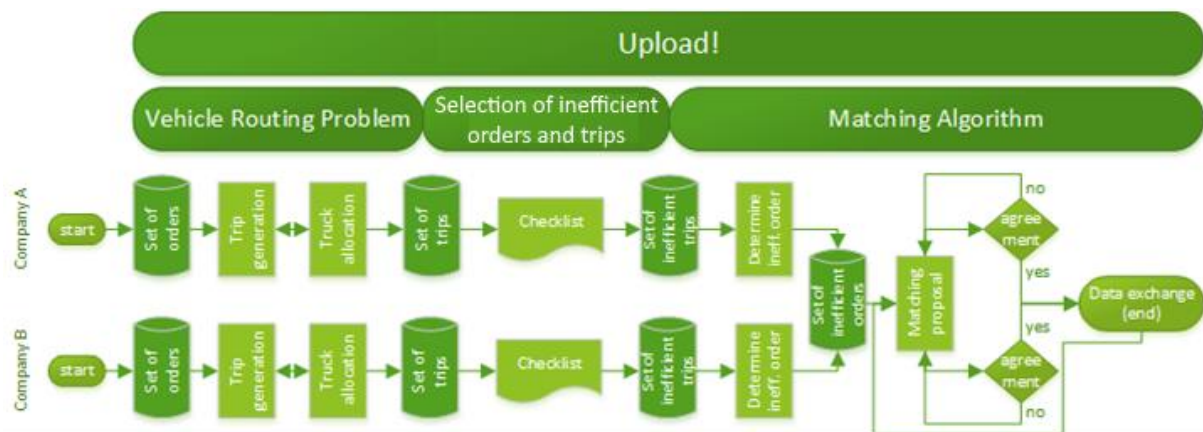 Upload!
Vehicle Routing Problem
Selection of inefficient
orders and trips
Matching Algorithm
Company A
start
Set of
orders
Trip
generation
Truck
alocation
Set of
trips
Checklist
Set of
inefficient
trips
Determine
ineff. order
Set of
inefficient
orders
Matching
proposal
no
agree
ment
yes
Data exchange
(end)
Company B
start
Set of
orders
Trip
generation
Truck
allocation
Set of
trips
Checklist
Set of
inefficient
trips
Determine
ineff. order
yes
agree
ment
no